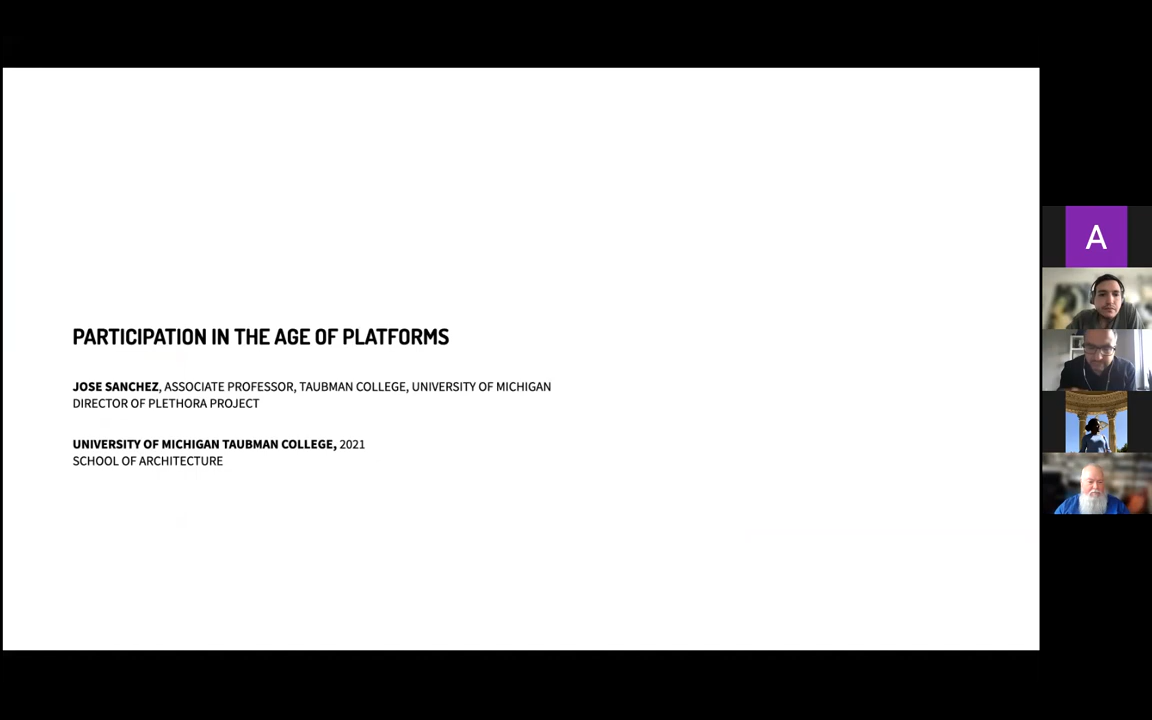 PARTICIPATION IN THE AGE OF PLATFORMS
JOSE SANCHEZ, ASSOCIATE PROFESSOR, TAUBMAN COLLEGE, UNIVERSITY OF MICHIGAN
DIRECTOR OF PLETHORA PROJECT
UNIVERSITY OF MICHIGAN TAUBMAN COLLEGE, 2021
SCHOOL OF ARCHITECTURE
A